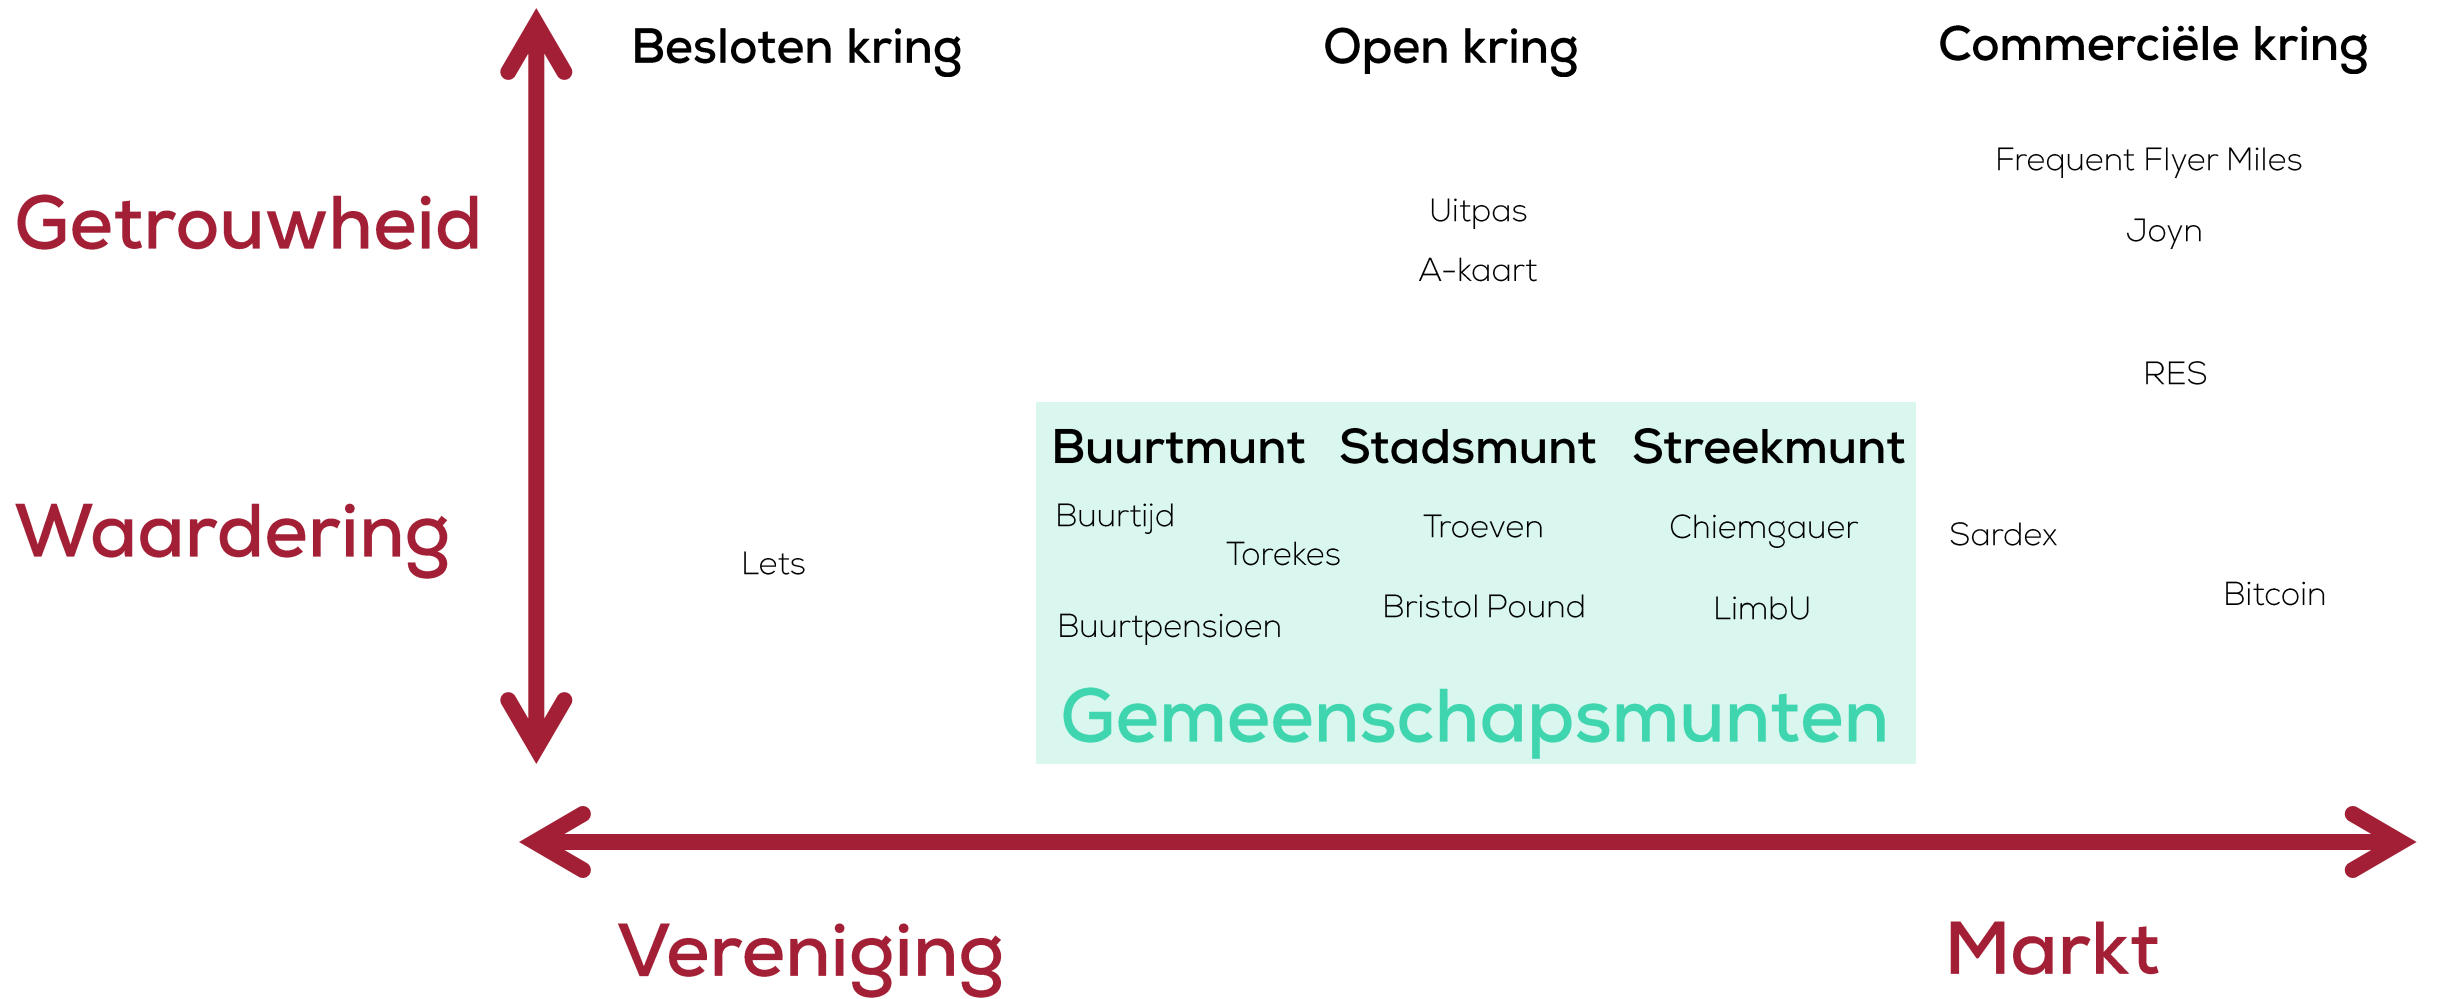 Besloten kring
Open kring
Commerciële kring
Frequent Flyer Miles
Uitpas
Getrouwheid
Joyn
A-kaart
RES
Buurtmunt
Stadsmunt
Streekmunt
Buurtijd
Troeven
Chiemgauer
Waardering
Sardex
Torekes
Lets
Bitcoin
Bristol Pound
LimbU
Buurtpensioen
Gemeenschapsmunten
Vereniging
Markt